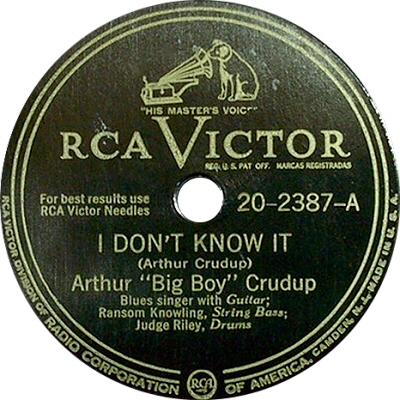 "HIS MASTER'S VOICE"
RCA VICTOR
REG. U. S. PAT. OFF. MARCAS REGISTRADAS
For best results use
RCA Victor Needles
20-2387-A
I DON'T KNOW IT
(Arthur Crudup)
Arthur "Big Boy" Crudup
Blues singer with Guitar;
Ransom Knowling, String Bass;
Judge Riley, Drums
RCA VICTOR DIVISION OF RADIO CORPORATION OF AMERICA, CAMDEN, N. J. MADE IN U. S. A.
RCA